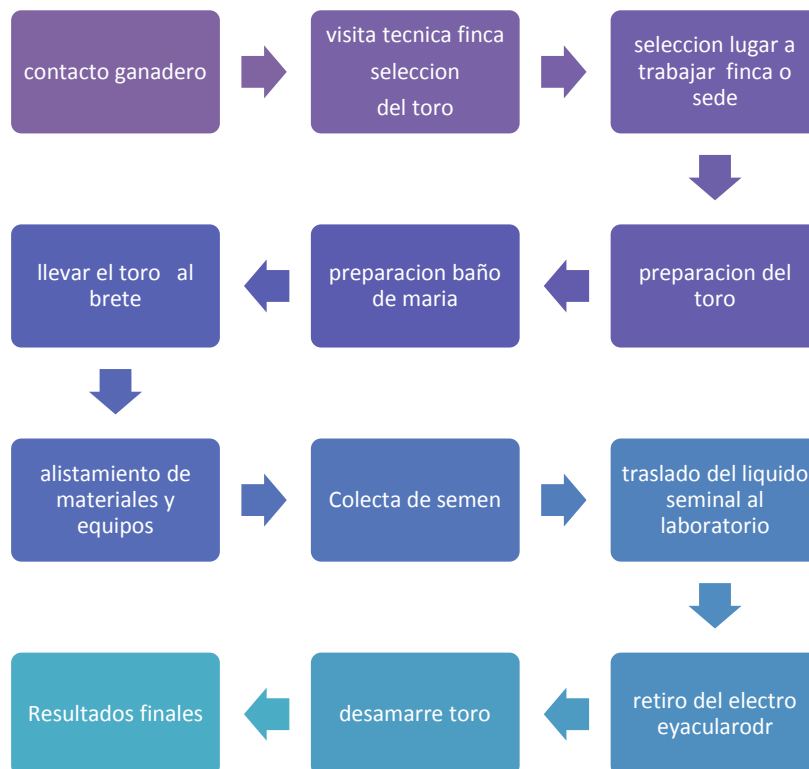 contacto ganadero
visita tecnica finca
seleccion
del toro
seleccion lugar a
trabajar finca o
sede
preparacion del
toro
preparacion baño
de maria
llevar el toro al
brete
alistamiento de
materiales y
equipos
Colecta de semen
traslado del liquido
seminal al
laboratorio
retiro del electro
eyacularodr
desamarre toro
Resultados finales